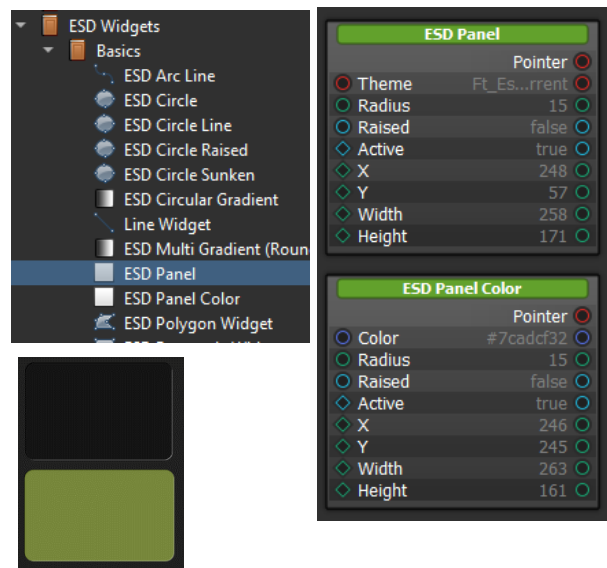 ESD Widgets
Basics
ESD Arc Line
ESD Circle
ESD Circle Line
ESD Circle Raised
ESD Circle Sunken
ESD Circular Gradient
Line Widget
ESD Multi Gradient (Roun
ESD Panel
ESD Panel Color
ESD Polygon Widget
ESD Panel
Pointer
Theme Ft_Es...rrent
Radius 15
Raised false
Active true
X 248
Y 57
Width 258
Height 171
ESD Panel Color
Pointer
Color #7cadcf32
Radius 15
Raised false
Active true
X 246
Y 245
Width 263
Height 161